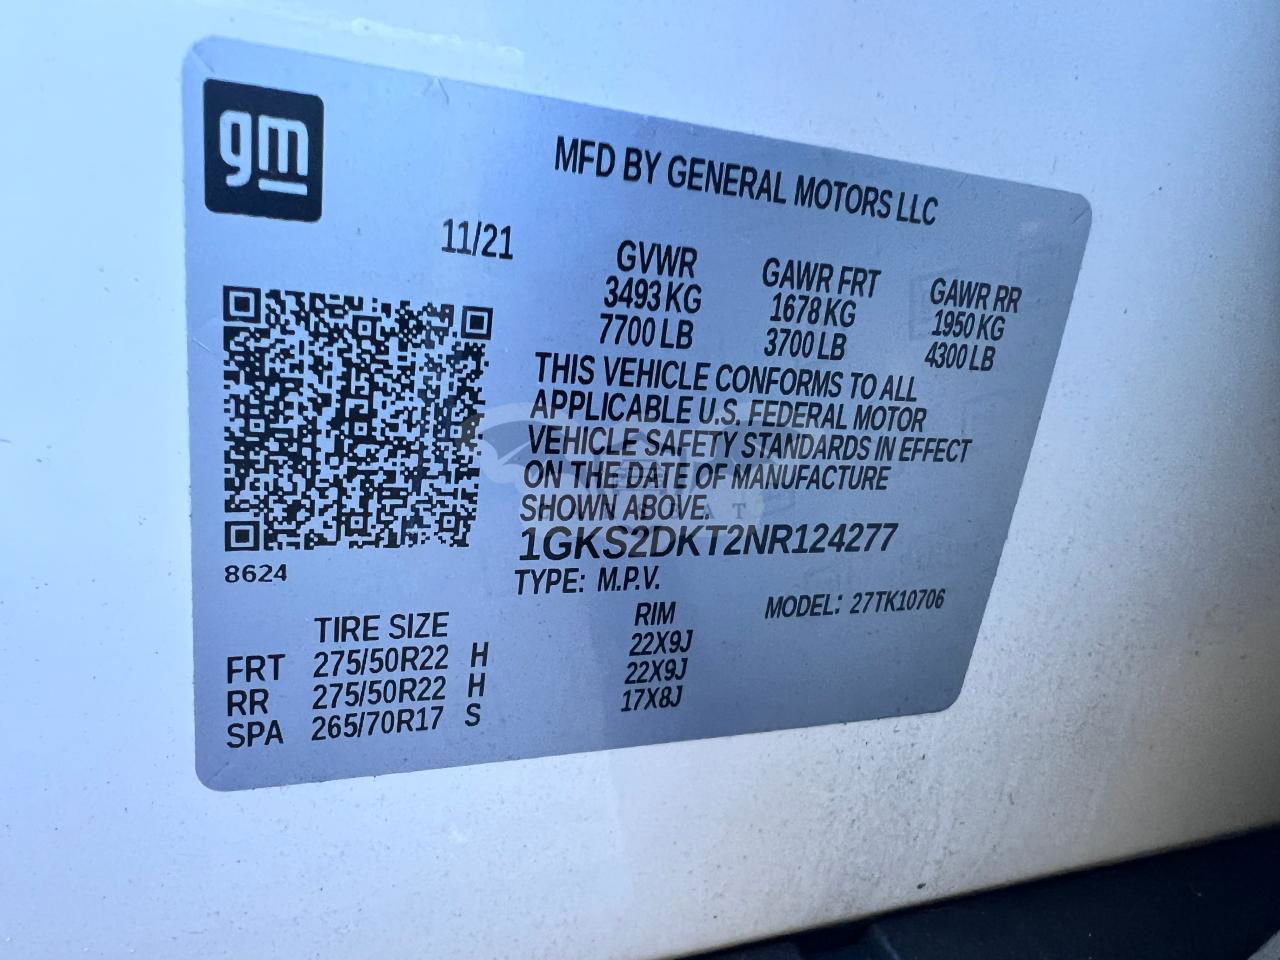 gm
MFD BY GENERAL MOTORS LLC
11/21
GVWR GAWR FRT GAWR RR
3493 KG 1678 KG 1950 KG
7700 LB 3700 LB 4300 LB
THIS VEHICLE CONFORMS TO ALL
APPLICABLE U.S. FEDERAL MOTOR
VEHICLE SAFETY STANDARDS IN EFFECT
ON THE DATE OF MANUFACTURE
SHOWN ABOVE.
1GKS2DKT2NR124277
8624
TYPE: M.P.V. MODEL: 27TK10706
TIRE SIZE RIM
FRT 275/50R22 H 22X9J
RR 275/50R22 H 22X9J
SPA 265/70R17 S 17X8J